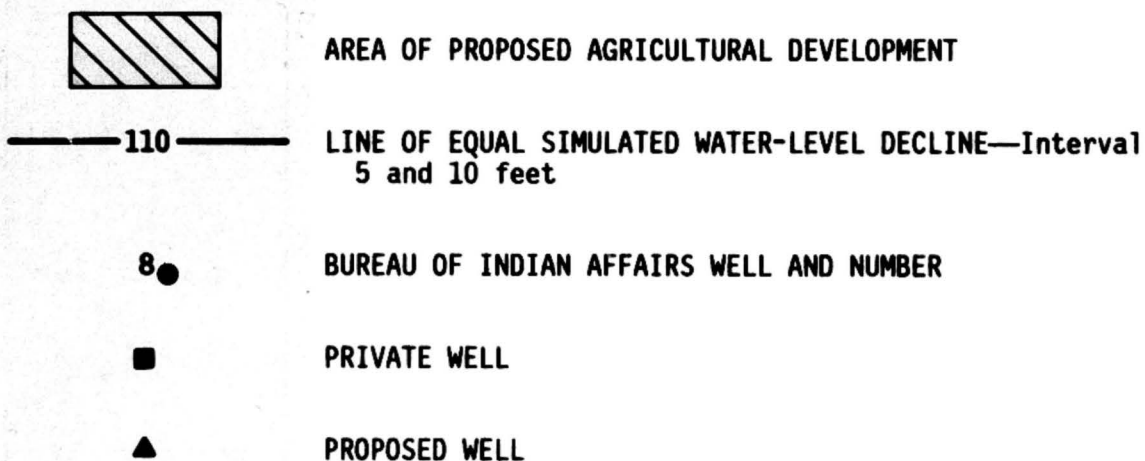 AREA OF PROPOSED AGRICULTURAL DEVELOPMENT
110 LINE OF EQUAL SIMULATED WATER-LEVEL DECLINE—Interval
5 and 10 feet
8 BUREAU OF INDIAN AFFAIRS WELL AND NUMBER
PRIVATE WELL
PROPOSED WELL